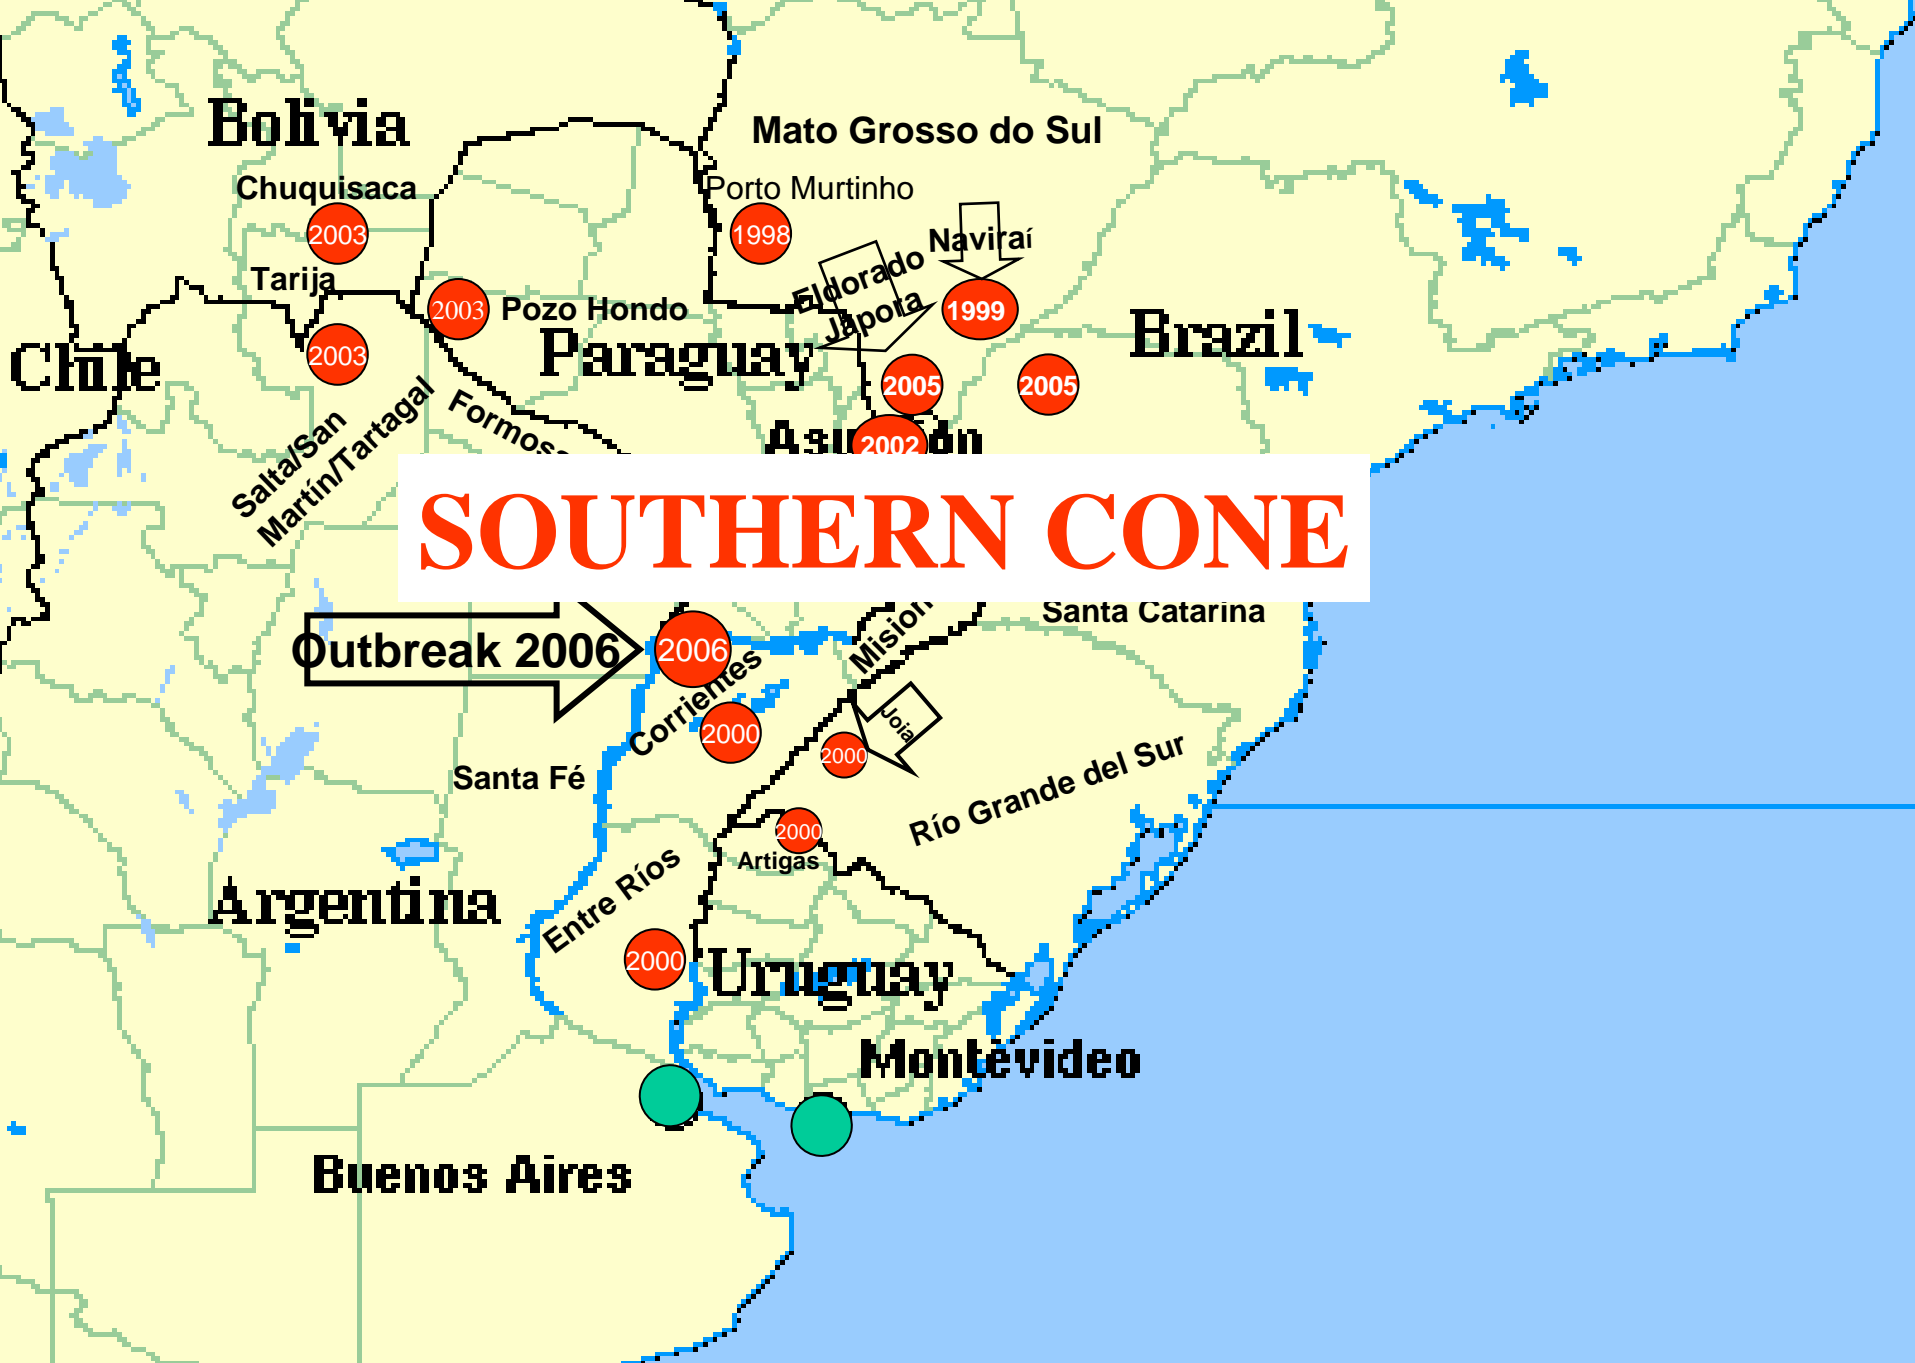 Bolivia
Mato Grosso do Sul
Chuquisaca
Porto Murtinho
2003
1998
Naviraí
Tarija
Eldorado
Japora
2003
Pozo Hondo
1999
Paraguay
Brazil
Chile
2003
2005
2005
Salta/San
Martín/Tartagal
2002
SOUTHERN CONE
Santa Catarina
Outbreak 2006
2006
Corrientes
2000
Joia
2000
Santa Fé
Río Grande del Sur
2000
Artigas
Entre Ríos
Argentina
2000
Uruguay
Montevideo
Buenos Aires